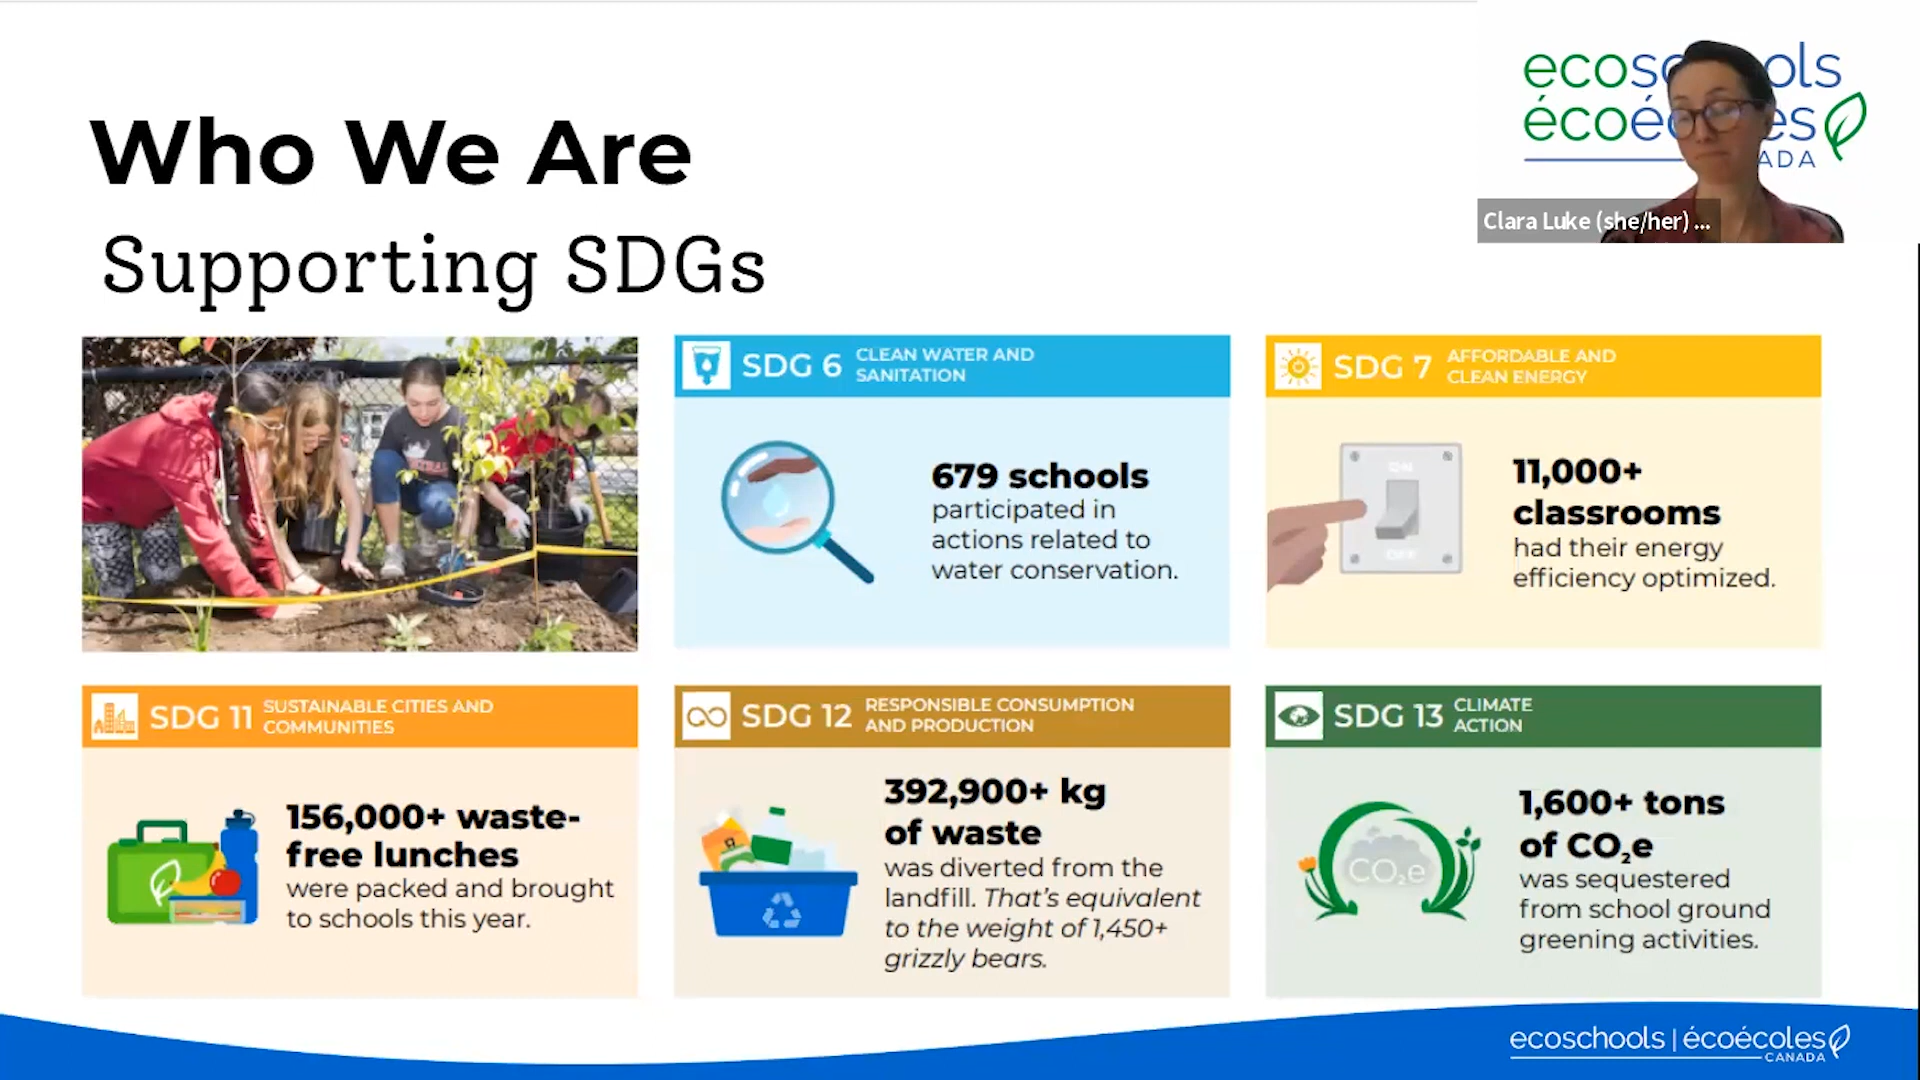 Who We Are
Supporting SDGs
Clara Luke (she/her) ...
SDG 6 CLEAN WATER AND
SANITATION
679 schools
participated in
actions related to
water conservation.
SDG 7 AFFORDABLE AND
CLEAN ENERGY
11,000+
classrooms
had their energy
efficiency optimized.
SDG 11 SUSTAINABLE CITIES AND
COMMUNITIES
156,000+ waste-
free lunches
were packed and brought
to schools this year.
SDG 12 RESPONSIBLE CONSUMPTION
AND PRODUCTION
392,900+ kg
of waste
was diverted from the
landfill. That's equivalent
to the weight of 1,450+
grizzly bears.
SDG 13 CLIMATE
ACTION
CO₂e
1,600+ tons
of CO₂e
was sequestered
from school ground
greening activities.
ecoschools | écoécoles
CANADA